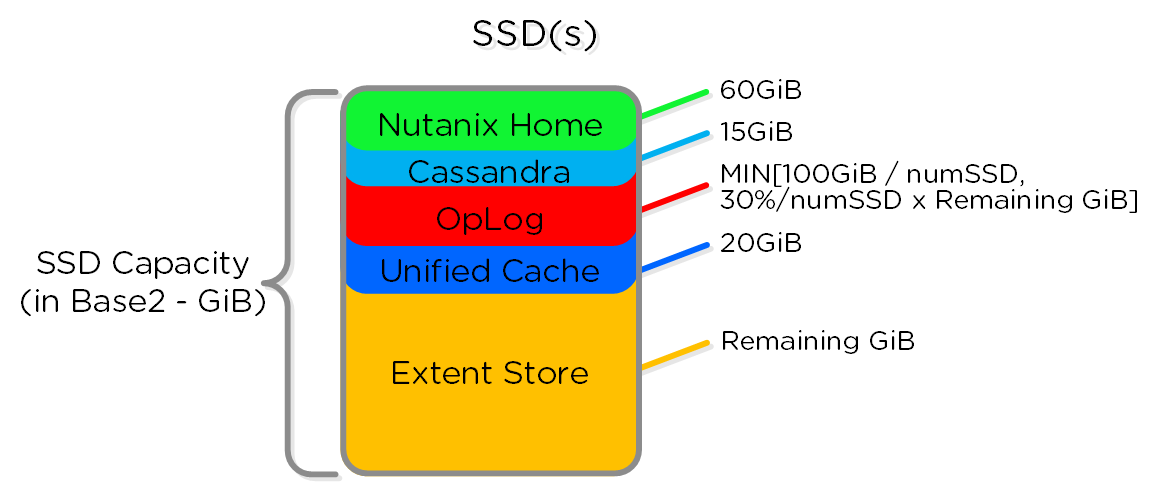 SSD(s)
Nutanix Home
60GiB
Cassandra
15GiB
OpLog
MIN[100GiB / numSSD,
30%/numSSD x Remaining GiB]
Unified Cache
20GiB
SSD Capacity
(in Base2 - GiB)
Extent Store
Remaining GiB